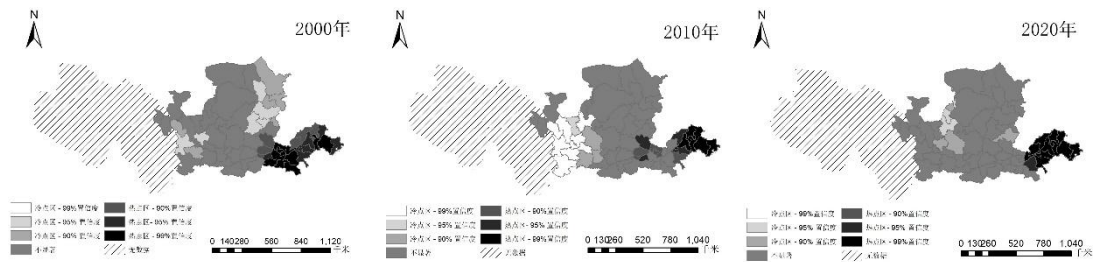 N
2000年
冷点区 - 99% 置信度
热点区 - 90% 置信度
冷点区 - 95% 置信度
热点区 - 95% 置信度
冷点区 - 90% 置信度
热点区 - 99% 置信度
不显著
无数据
0 140 280 560 840 1,120
千米
N
2010年
冷点区 - 99% 置信度
热点区 - 90% 置信度
冷点区 - 95% 置信度
热点区 - 95% 置信度
冷点区 - 90% 置信度
热点区 - 99% 置信度
不显著
无数据
0 130 260 520 780 1,040
千米
N
2020年
冷点区 - 99% 置信度
热点区 - 90% 置信度
冷点区 - 95% 置信度
热点区 - 95% 置信度
冷点区 - 90% 置信度
热点区 - 99% 置信度
不显著
无数据
0 130 260 520 780 1,040
千米